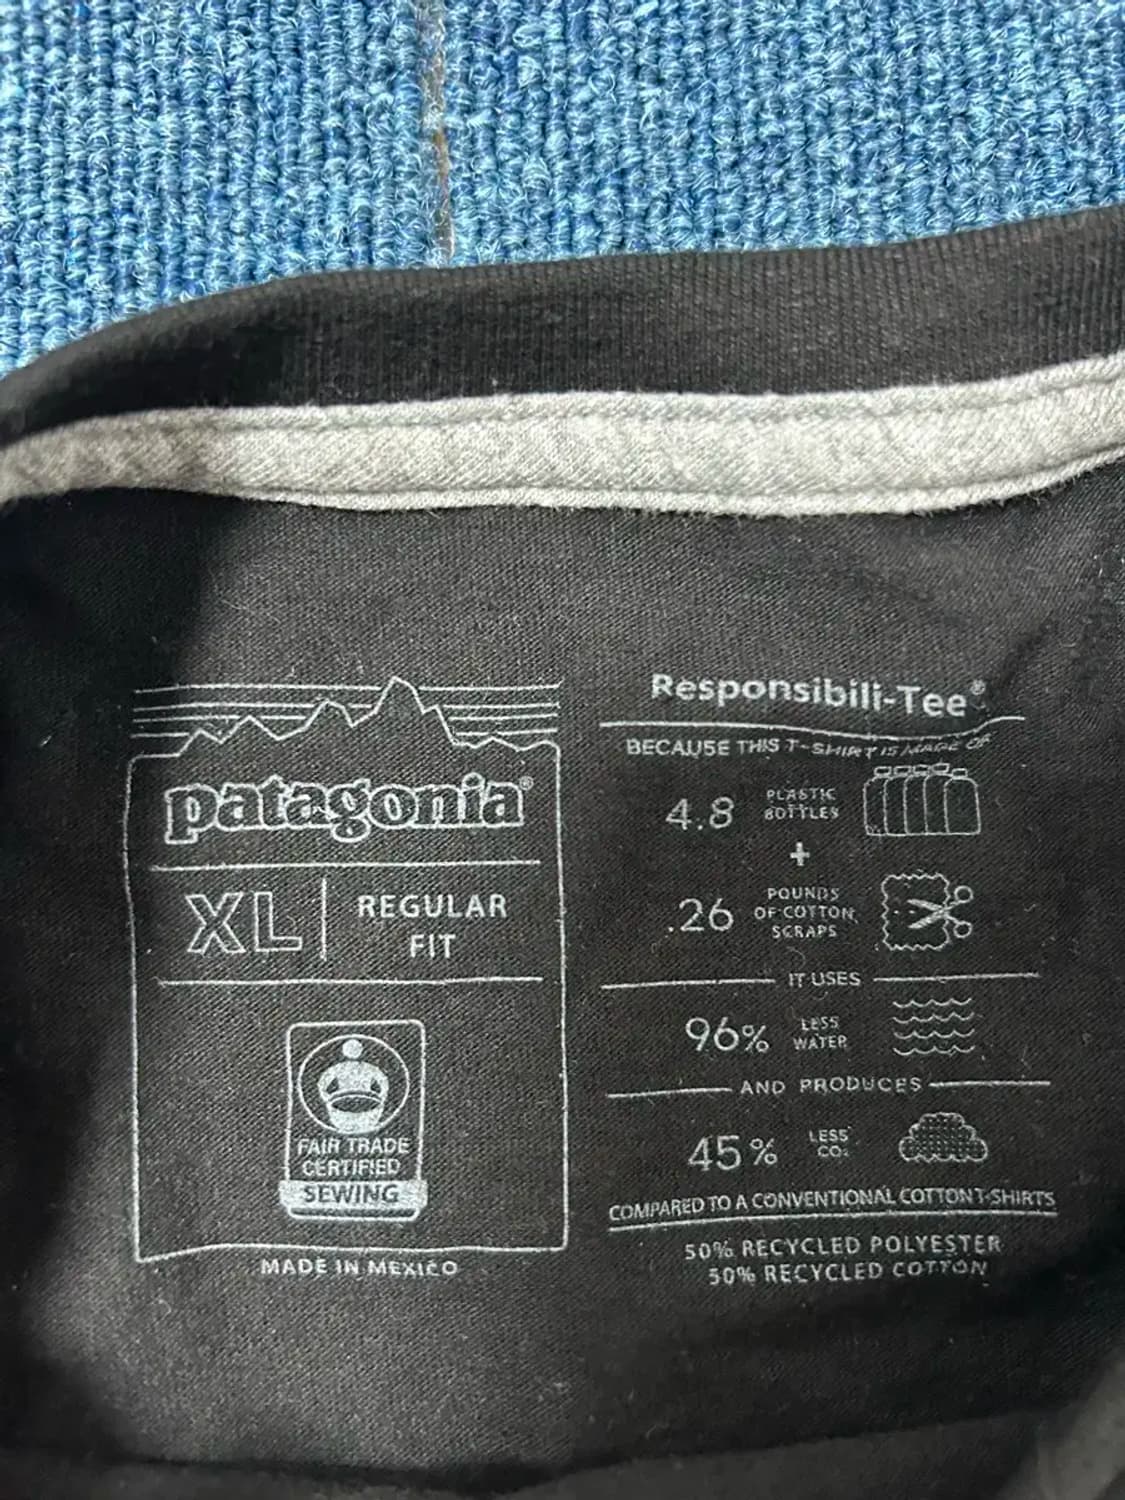 patagonia®
XL
REGULAR
FIT
FAIR TRADE
CERTIFIED
SEWING
MADE IN MEXICO
Responsibili-Tee®
BECAUSE THIS T-SHIRT IS MADE OF
4.8
PLASTIC
BOTTLES
+
.26
POUNDS
OF COTTON
SCRAPS
IT USES
96%
LESS
WATER
AND PRODUCES
45%
LESS
CO₂
COMPARED TO A CONVENTIONAL COTTON T-SHIRTS
50% RECYCLED POLYESTER
50% RECYCLED COTTON